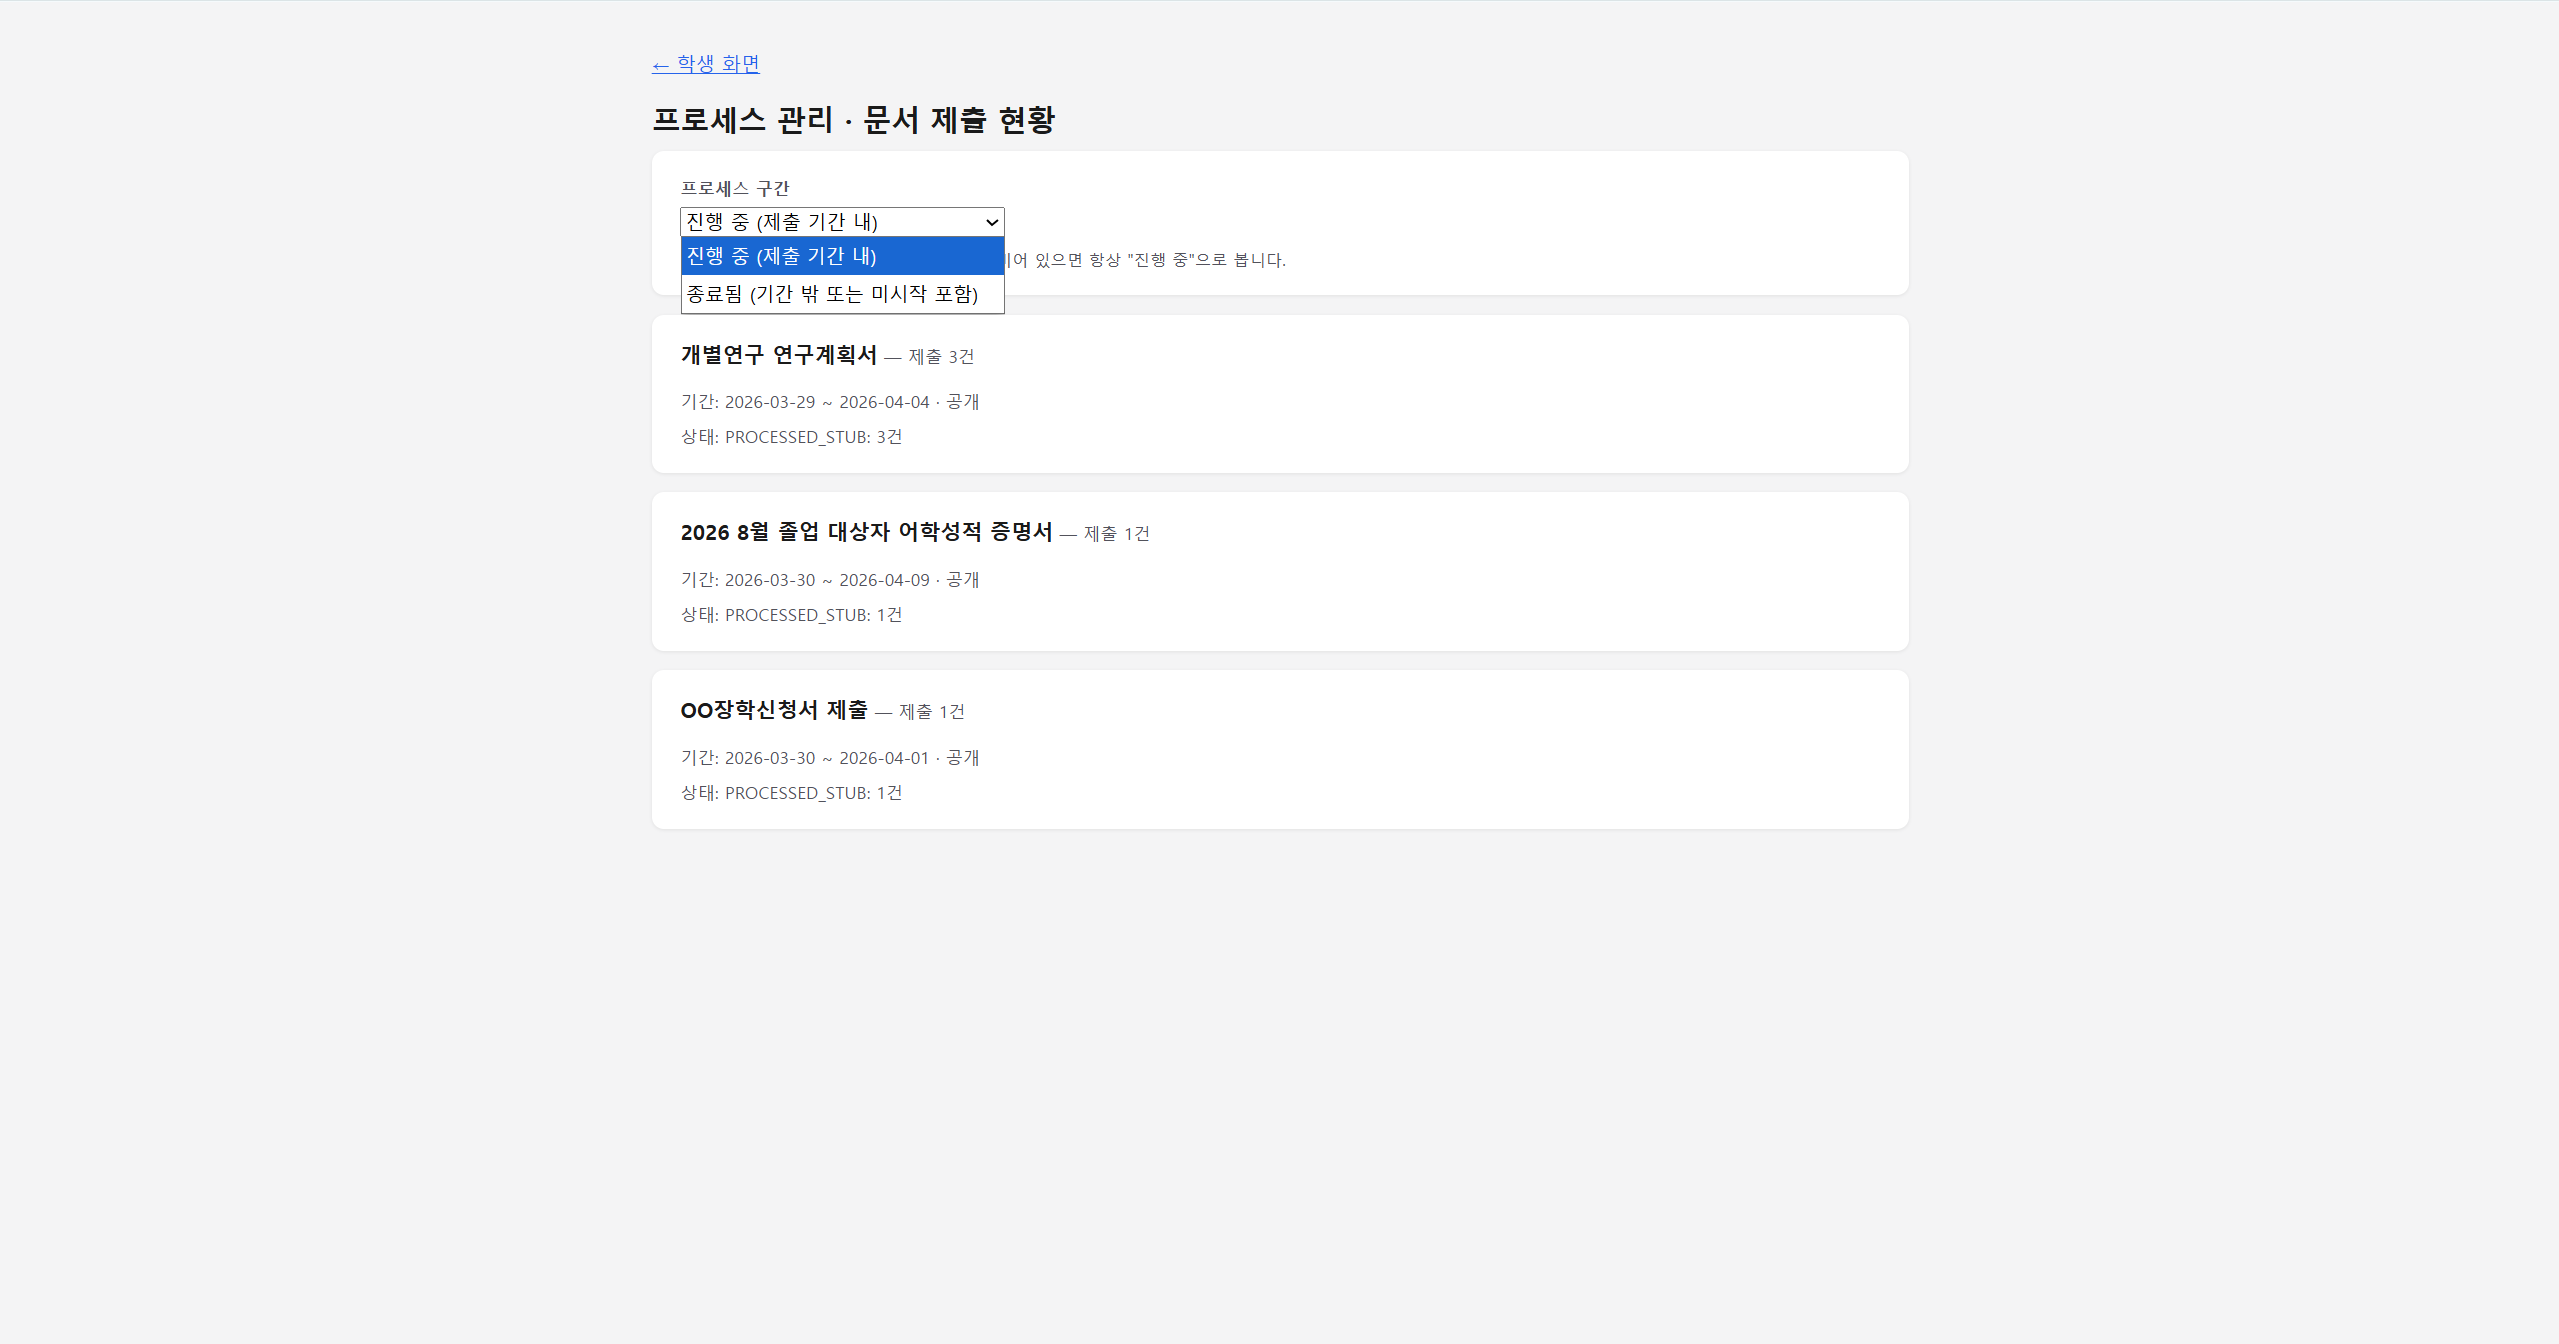 ← 학생 화면
프로세스 관리 · 문서 제출 현황
프로세스 구간
진행 중 (제출 기간 내)
진행 중 (제출 기간 내)
있으면 항상 "진행 중"으로 봅니다.
종료됨 (기간 밖 또는 미시작 포함)
개별연구 연구계획서 — 제출 3건
기간: 2026-03-29 ~ 2026-04-04 · 공개
상태: PROCESSED_STUB: 3건
2026 8월 졸업 대상자 어학성적 증명서 — 제출 1건
기간: 2026-03-30 ~ 2026-04-09 · 공개
상태: PROCESSED_STUB: 1건
OO장학신청서 제출 — 제출 1건
기간: 2026-03-30 ~ 2026-04-01 · 공개
상태: PROCESSED_STUB: 1건